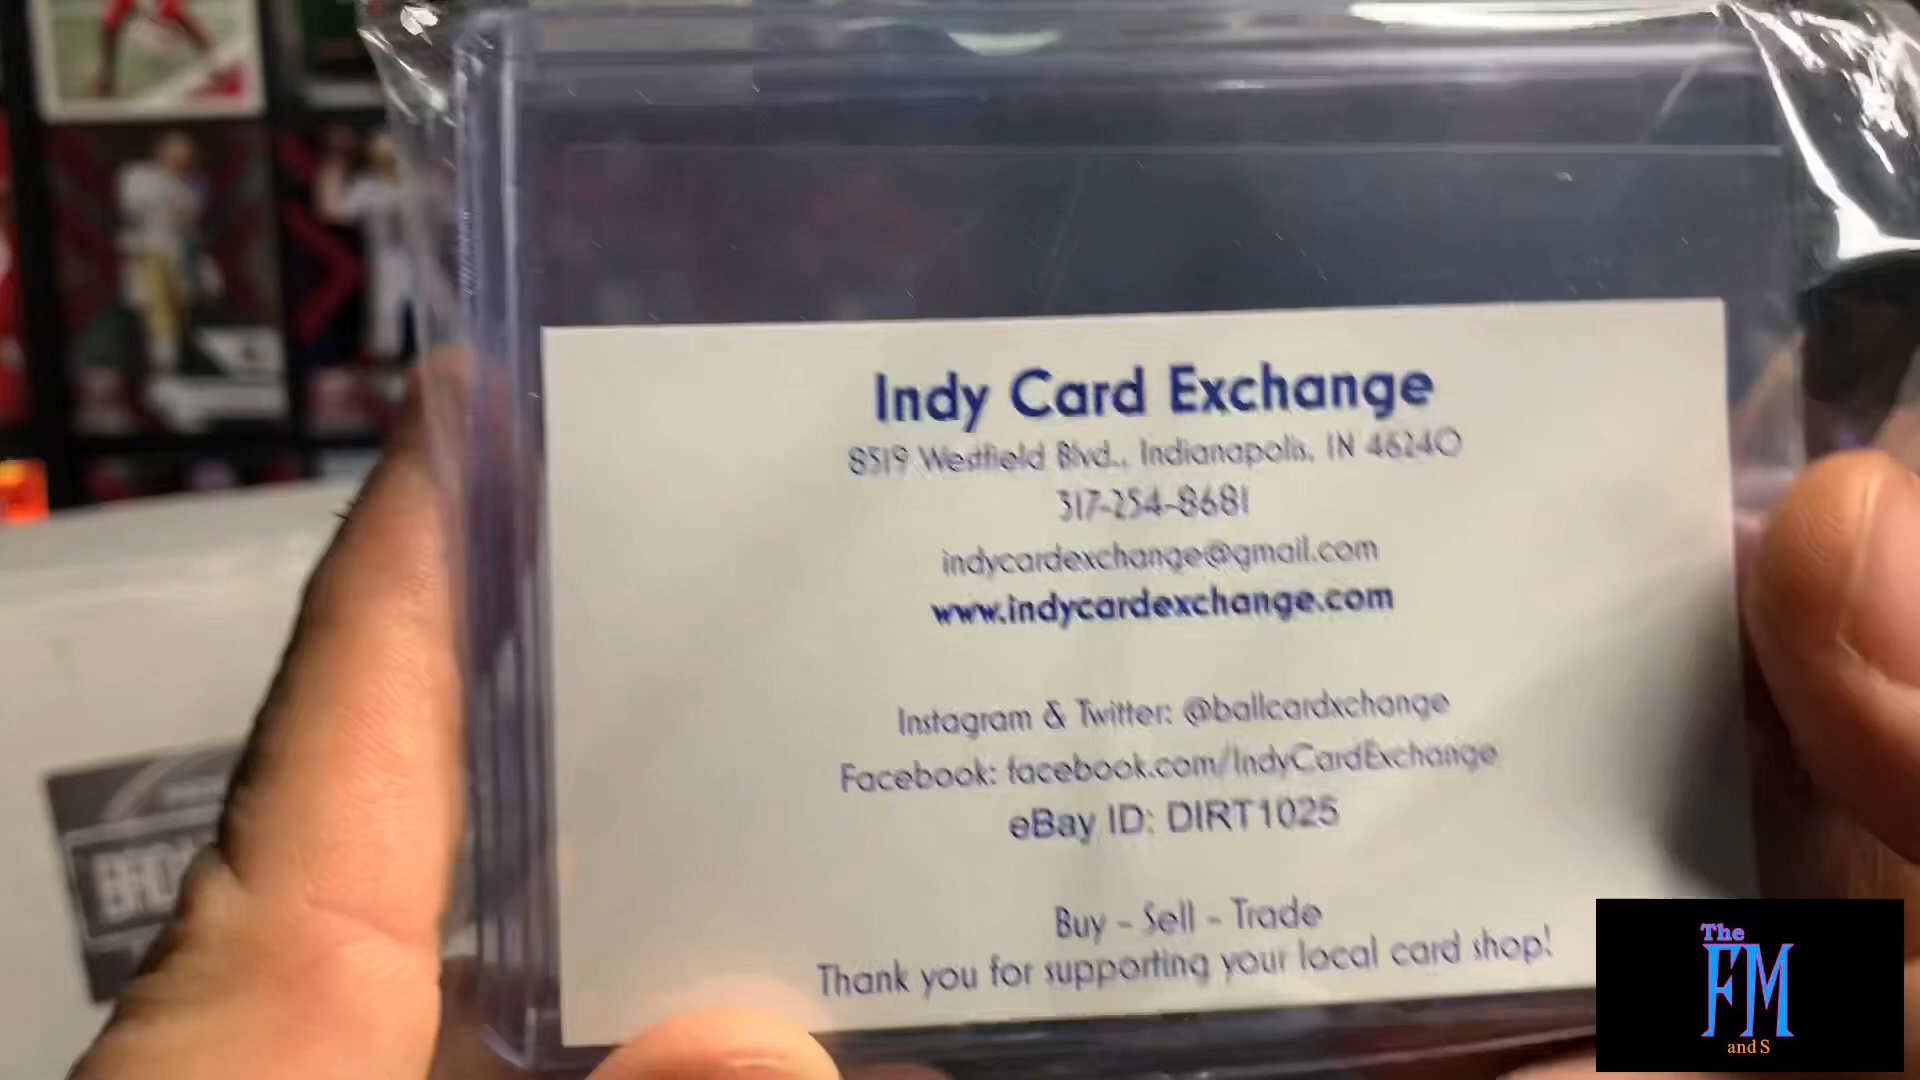 Indy Card Exchange
8519 Westfield Blvd., Indianapolis, IN 46240
317-254-8681
indycardexchange@gmail.com
www.indycardexchange.com
Instagram & Twitter: @ballcardxchange
Facebook: facebook.com/IndyCardExchange
eBay ID: DIRT1025
Buy - Sell - Trade
Thank you for supporting your local card shop!
The
FM
and S